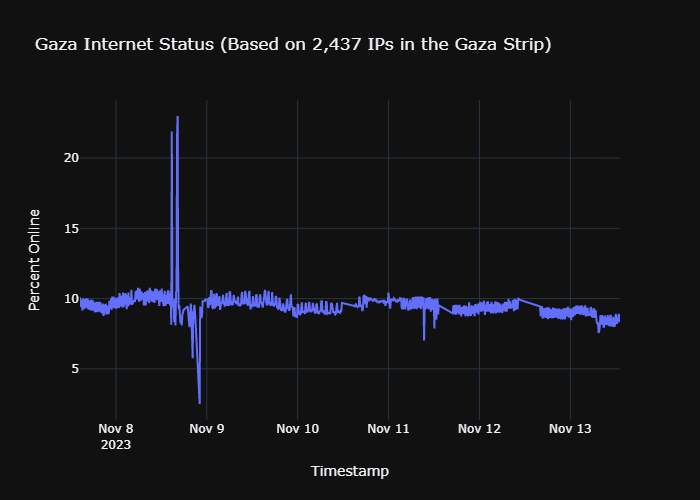 Gaza Internet Status (Based on 2,437 IPs in the Gaza Strip)
20
15
10
5
Percent Online
Nov 8 Nov 9 Nov 10 Nov 11 Nov 12 Nov 13
2023
Timestamp